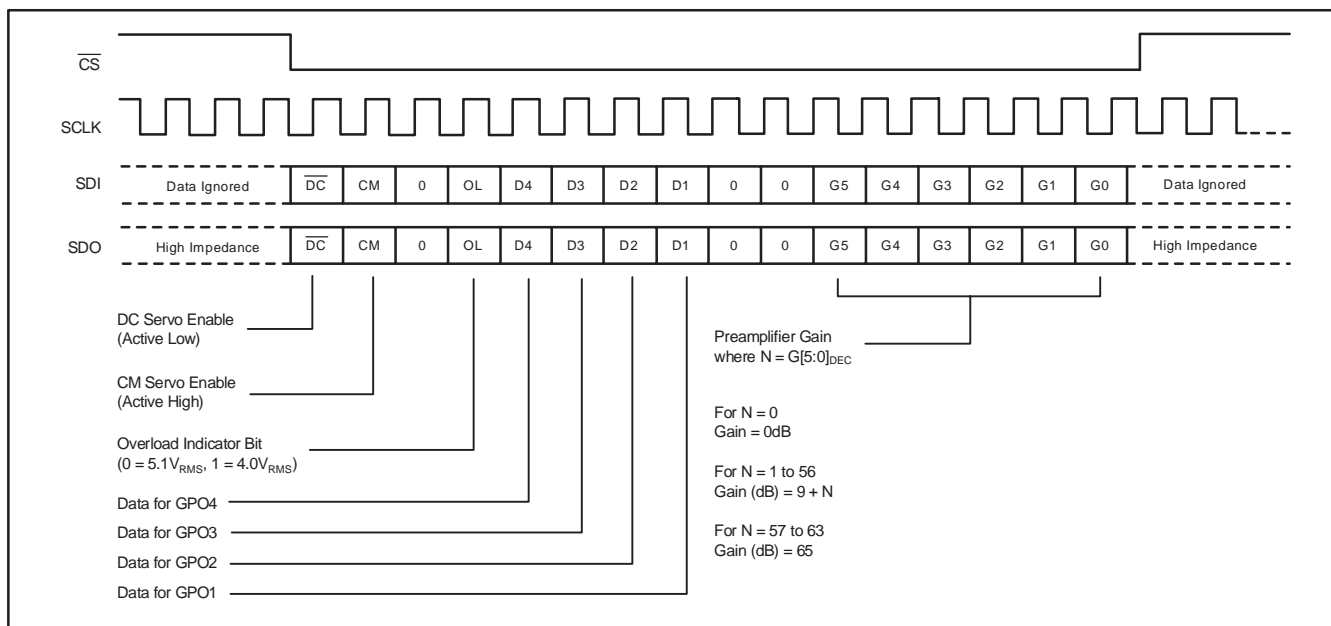 CS
SCLK
SDI Data Ignored DC CM 0 OL D4 D3 D2 D1 0 0 G5 G4 G3 G2 G1 G0 Data Ignored
SDO High Impedance DC CM 0 OL D4 D3 D2 D1 0 0 G5 G4 G3 G2 G1 G0 High Impedance
DC Servo Enable
(Active Low)
CM Servo Enable
(Active High)
Overload Indicator Bit
(0 = 5.1VRMS, 1 = 4.0VRMS)
Data for GPO4
Data for GPO3
Data for GPO2
Data for GPO1
Preamplifier Gain
where N = G[5:0]DEC
For N = 0
Gain = 0dB
For N = 1 to 56
Gain (dB) = 9 + N
For N = 57 to 63
Gain (dB) = 65